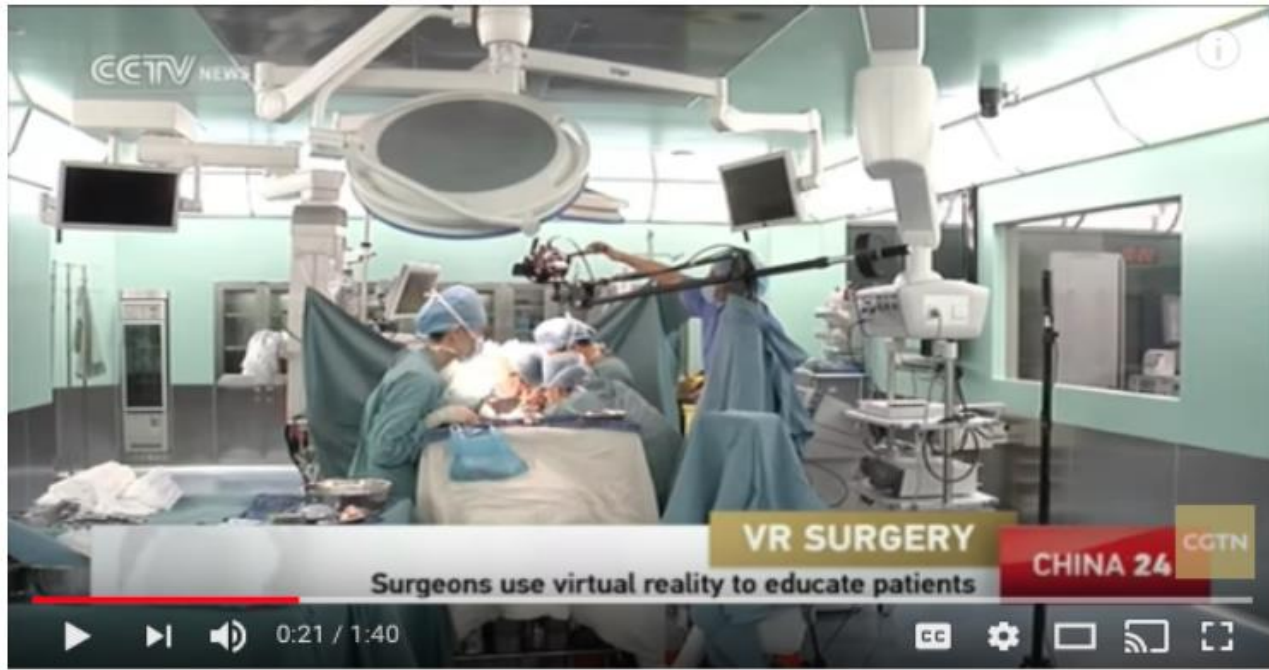 CCTV NEWS
i
VR SURGERY
Surgeons use virtual reality to educate patients
CHINA 24
CGTN
0:21 / 1:40
CC